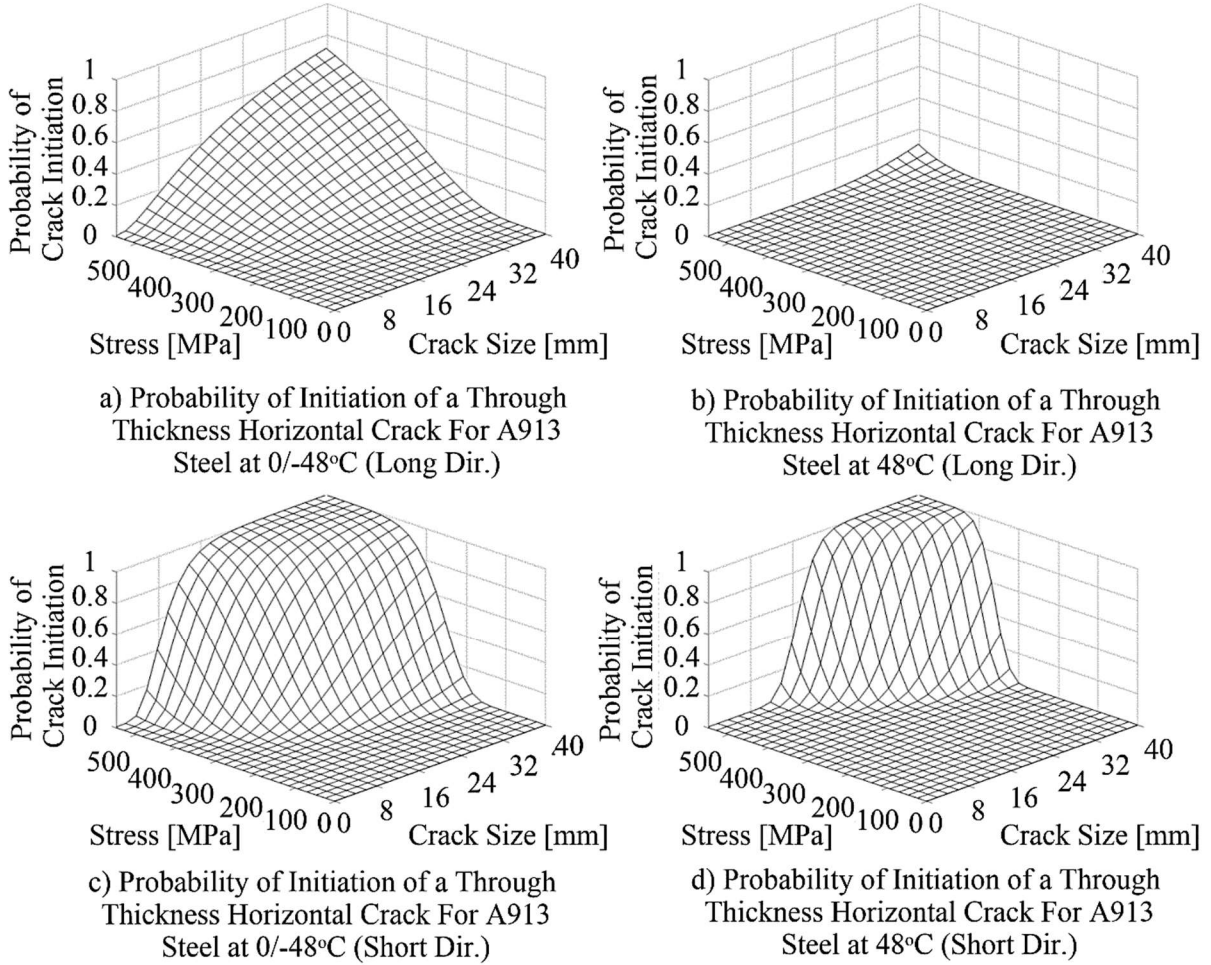 Probability of
Crack Initiation
1
0.8
0.6
0.4
0.2
0
500
400
300
200
100
0
0
8
16
24
32
40
Stress [MPa]
Crack Size [mm]
a) Probability of Initiation of a Through
Thickness Horizontal Crack For A913
Steel at 0/-48°C (Long Dir.)
Probability of
Crack Initiation
1
0.8
0.6
0.4
0.2
0
500
400
300
200
100
0
0
8
16
24
32
40
Stress [MPa]
Crack Size [mm]
b) Probability of Initiation of a Through
Thickness Horizontal Crack For A913
Steel at 48°C (Long Dir.)
Probability of
Crack Initiation
1
0.8
0.6
0.4
0.2
0
500
400
300
200
100
0
0
8
16
24
32
40
Stress [MPa]
Crack Size [mm]
c) Probability of Initiation of a Through
Thickness Horizontal Crack For A913
Steel at 0/-48°C (Short Dir.)
Probability of
Crack Initiation
1
0.8
0.6
0.4
0.2
0
500
400
300
200
100
0
0
8
16
24
32
40
Stress [MPa]
Crack Size [mm]
d) Probability of Initiation of a Through
Thickness Horizontal Crack For A913
Steel at 48°C (Short Dir.)